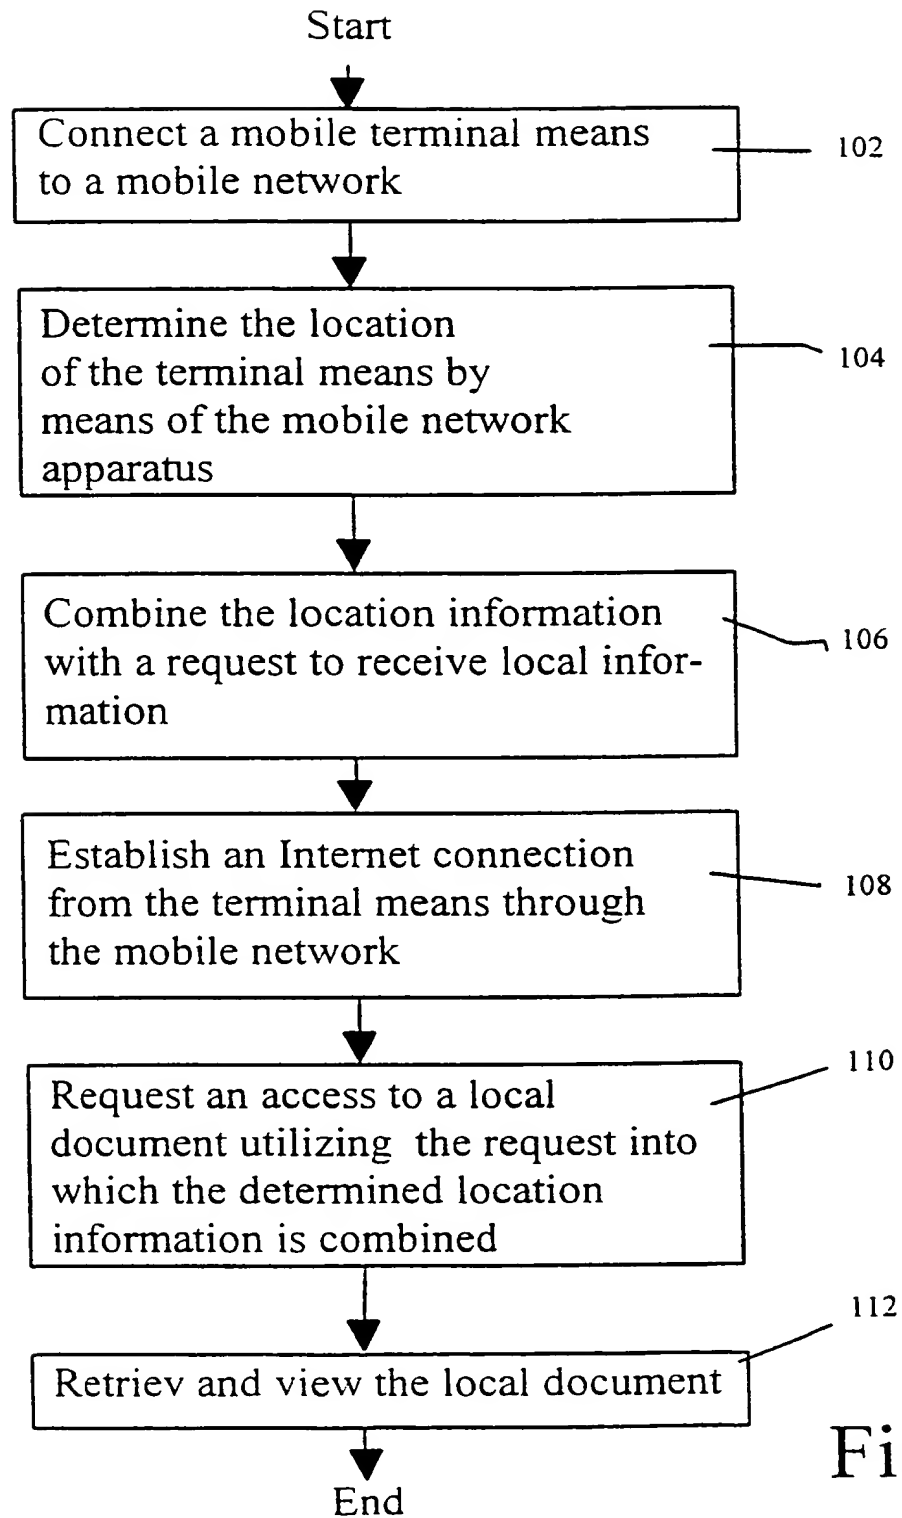 Start
Connect a mobile terminal means
to a mobile network
102
Determine the location
of the terminal means by
means of the mobile network
apparatus
104
Combine the location information
with a request to receive local infor-
mation
106
Establish an Internet connection
from the terminal means through
the mobile network
108
Request an access to a local
document utilizing the request into
which the determined location
information is combined
110
Retriev and view the local document
112
End
Fi